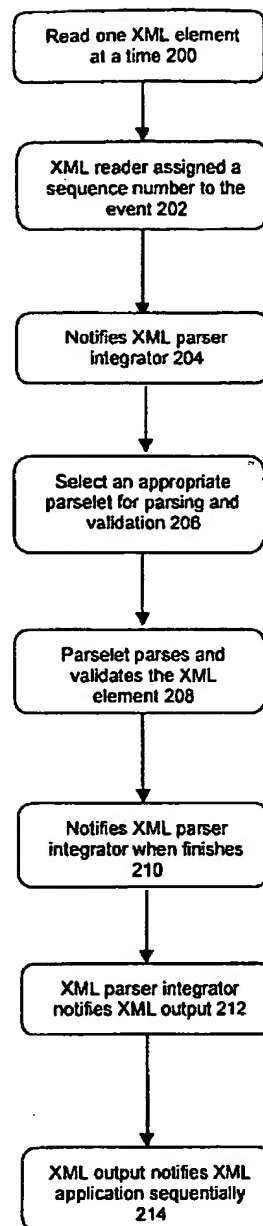 Read one XML element
at a time 200
XML reader assigned a
sequence number to the
event 202
Notifies XML parser
integrator 204
Select an appropriate
parselet for parsing and
validation 206
Parselet parses and
validates the XML
element 208
Notifies XML parser
integrator when finishes
210
XML parser integrator
notifies XML output 212
XML output notifies XML
application sequentially
214